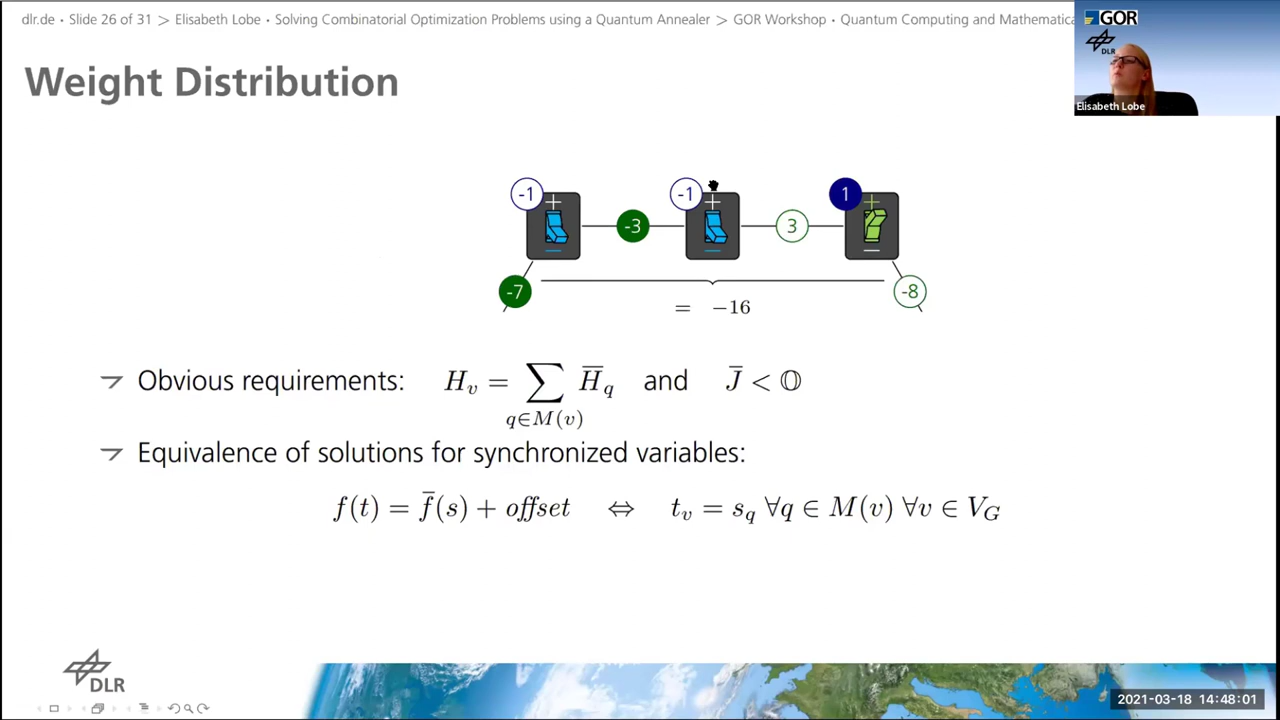 dlr.de • Slide 26 of 31 > Elisabeth Lobe • Solving Combinatorial Optimization Problems using a Quantum Annealer > GOR Workshop • Quantum Computing and Mathematica
GOR
DLR
Elisabeth Lobe
Weight Distribution
-1 + − -3 -1 + − 3 1 + −
-7 -8
= −16
Obvious requirements: H_v = ∑_{q∈M(v)} H̅_q and J̅ < 𝕆
Equivalence of solutions for synchronized variables:
f(t) = f̅(s) + offset ⇔ t_v = s_q ∀q ∈ M(v) ∀v ∈ V_G
DLR
2021-03-18 14:48:01